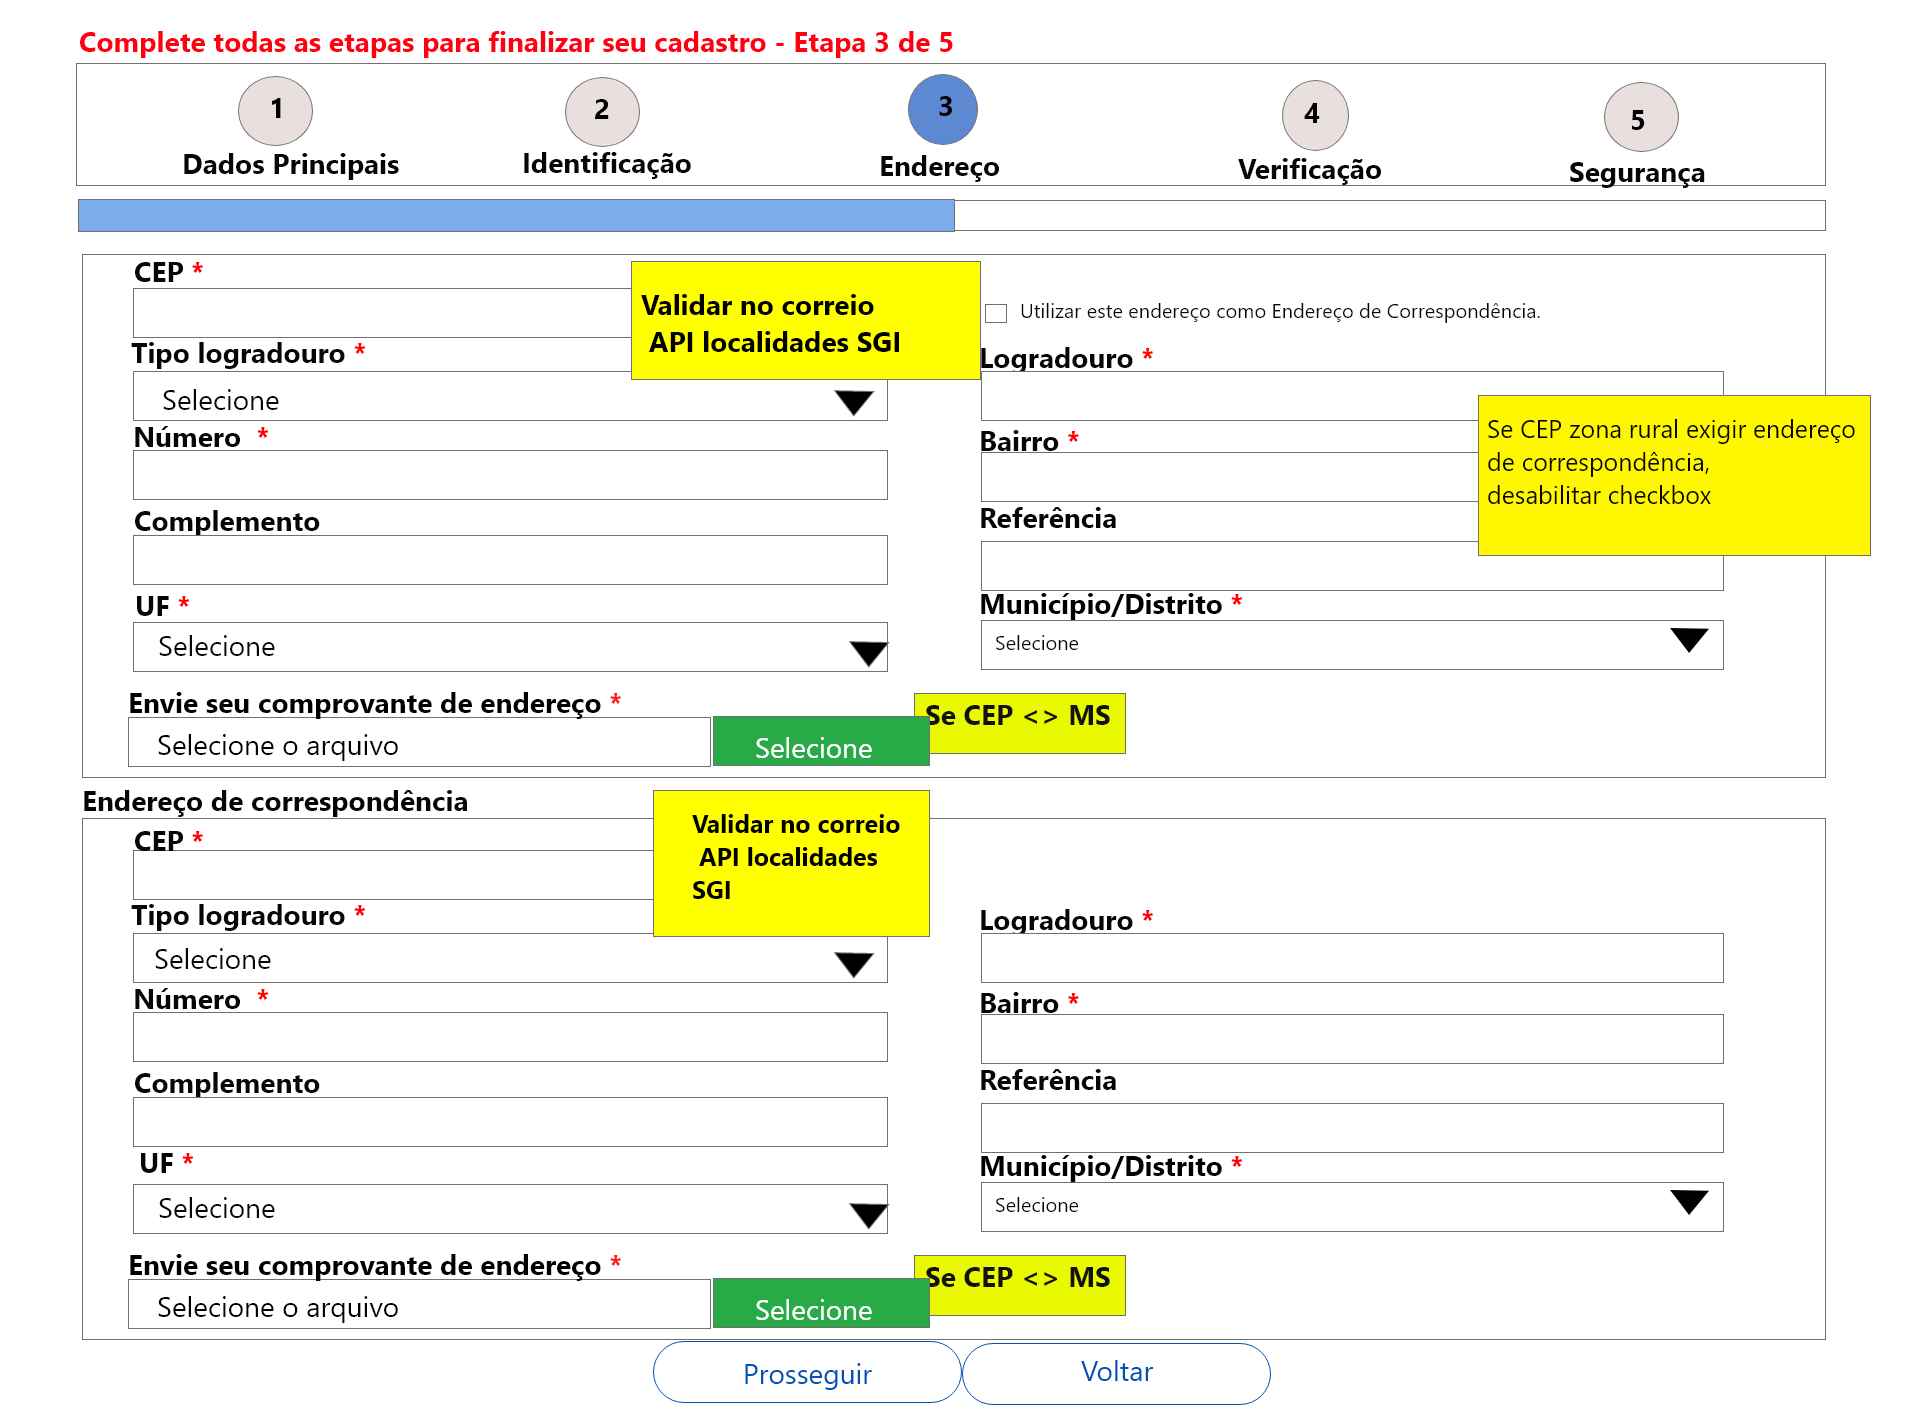 Complete todas as etapas para finalizar seu cadastro - Etapa 3 de 5
1
2
3
4
5
Dados Principais
Identificação
Endereço
Verificação
Segurança
CEP *
Validar no correio
API localidades SGI
Utilizar este endereço como Endereço de Correspondência.
Tipo logradouro *
Logradouro *
Selecione
Se CEP zona rural exigir endereço
de correspondência,
desabilitar checkbox
Número *
Bairro *
Complemento
Referência
UF *
Município/Distrito *
Selecione
Selecione
Envie seu comprovante de endereço *
Se CEP <> MS
Selecione o arquivo
Selecione
Endereço de correspondência
CEP *
Validar no correio
API localidades
SGI
Tipo logradouro *
Logradouro *
Selecione
Número *
Bairro *
Complemento
Referência
UF *
Município/Distrito *
Selecione
Selecione
Envie seu comprovante de endereço *
Se CEP <> MS
Selecione o arquivo
Selecione
Prosseguir
Voltar